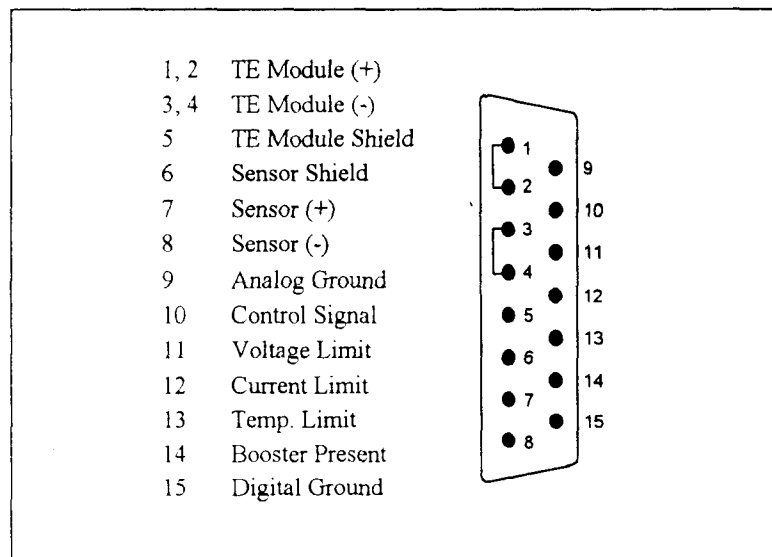 1, 2 TE Module (+)
3, 4 TE Module (-)
5 TE Module Shield
6 Sensor Shield
7 Sensor (+)
8 Sensor (-)
9 Analog Ground
10 Control Signal
11 Voltage Limit
12 Current Limit
13 Temp. Limit
14 Booster Present
15 Digital Ground
1
9
2
10
3
11
4
12
5
13
6
14
7
15
8